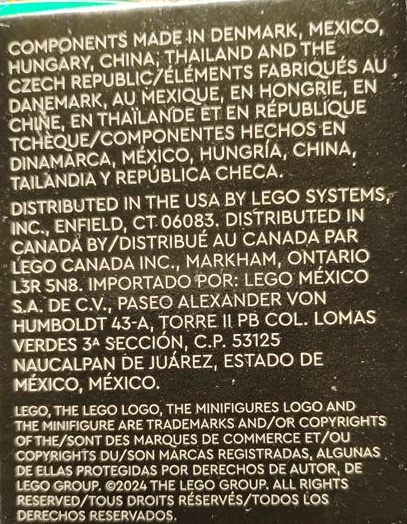 COMPONENTS MADE IN DENMARK, MEXICO,
HUNGARY, CHINA, THAILAND AND THE
CZECH REPUBLIC/ÉLÉMENTS FABRIQUÉS AU
DANEMARK, AU MEXIQUE, EN HONGRIE, EN
CHINE, EN THAÏLANDE ET EN RÉPUBLIQUE
TCHÈQUE/COMPONENTES HECHOS EN
DINAMARCA, MÉXICO, HUNGRÍA, CHINA,
TAILANDIA Y REPÚBLICA CHECA.
DISTRIBUTED IN THE USA BY LEGO SYSTEMS,
INC., ENFIELD, CT 06083. DISTRIBUTED IN
CANADA BY/DISTRIBUÉ AU CANADA PAR
LEGO CANADA INC., MARKHAM, ONTARIO
L3R 5N8. IMPORTADO POR: LEGO MÉXICO
S.A. DE C.V., PASEO ALEXANDER VON
HUMBOLDT 43-A, TORRE II PB COL. LOMAS
VERDES 3ª SECCIÓN, C.P. 53125
NAUCALPAN DE JUÁREZ, ESTADO DE
MÉXICO, MÉXICO.
LEGO, THE LEGO LOGO, THE MINIFIGURES LOGO AND
THE MINIFIGURE ARE TRADEMARKS AND/OR COPYRIGHTS
OF THE/SONT DES MARQUES DE COMMERCE ET/OU
COPYRIGHTS DU/SON MARCAS REGISTRADAS, ALGUNAS
DE ELLAS PROTEGIDAS POR DERECHOS DE AUTOR, DE
LEGO GROUP. ©2024 THE LEGO GROUP. ALL RIGHTS
RESERVED/TOUS DROITS RÉSERVÉS/TODOS LOS
DERECHOS RESERVADOS.